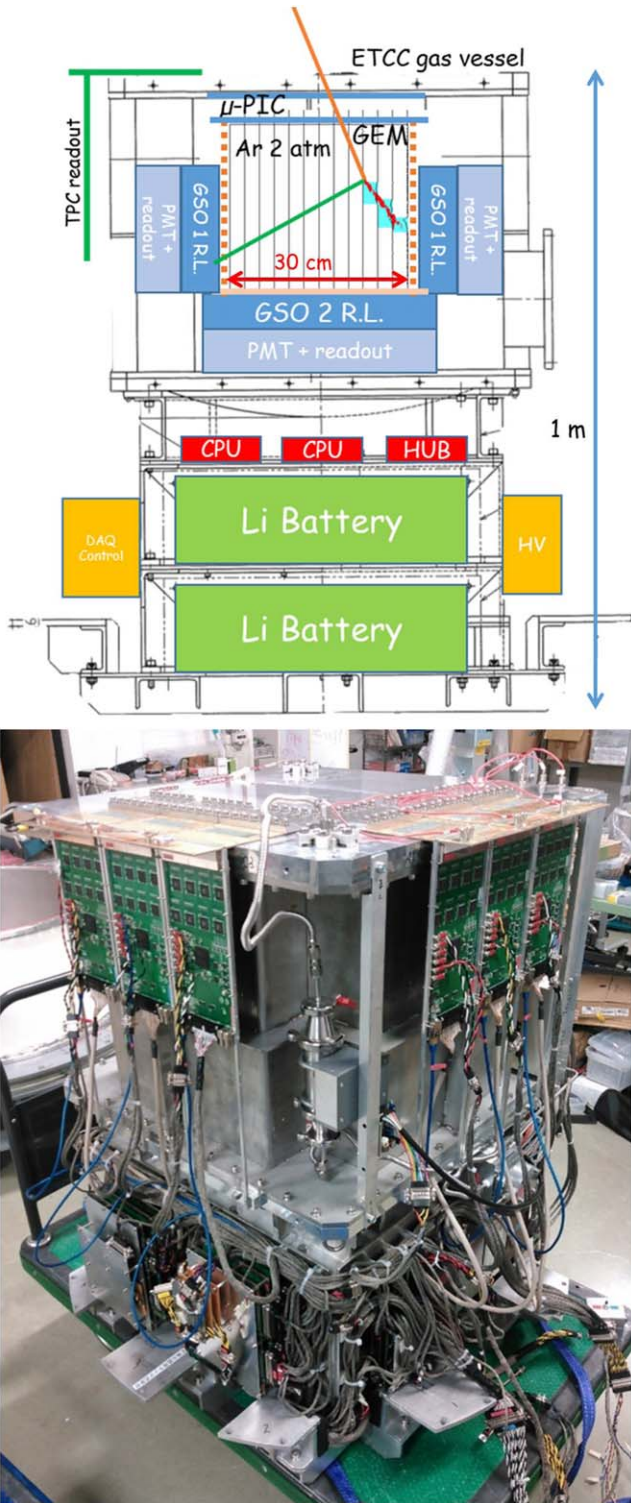 ETCC gas vessel
μ-PIC
GEM
Ar 2 atm
TPC readout
PMT +
readout
GSO 1 R.L.
GSO 1 R.L.
PMT +
readout
30 cm
GSO 2 R.L.
PMT + readout
1 m
CPU
CPU
HUB
Li Battery
DAQ
Control
HV
Li Battery
2